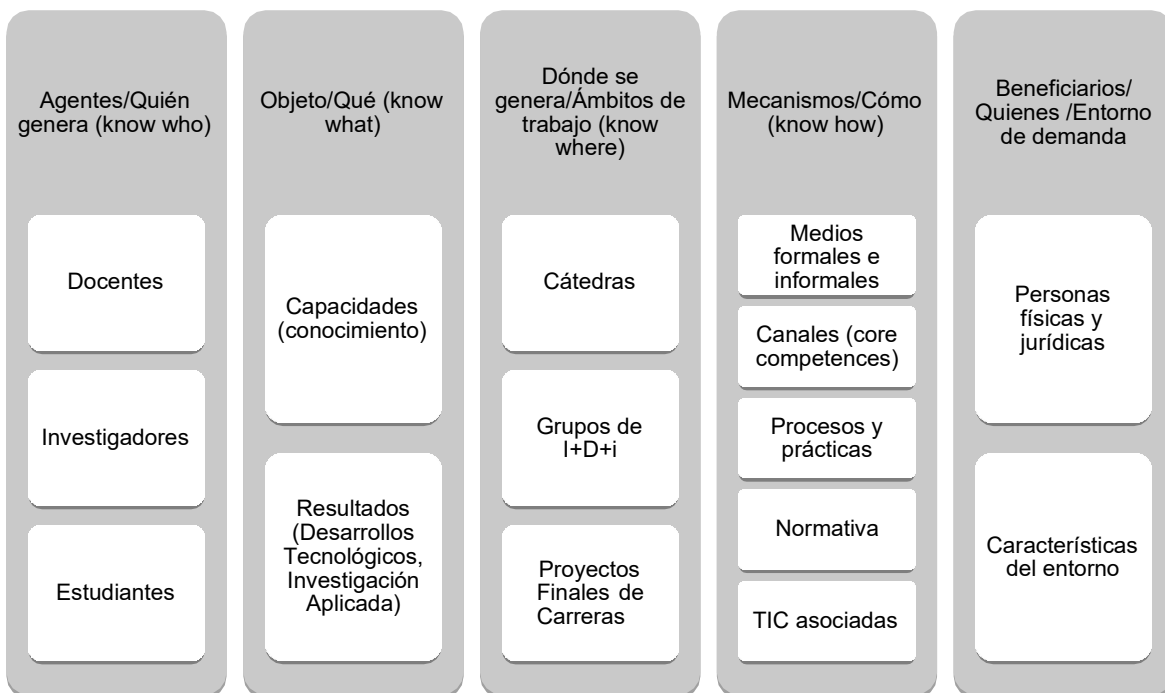 Agentes/Quién
genera (know who)
Docentes
Investigadores
Estudiantes
Objeto/Qué (know
what)
Capacidades
(conocimiento)
Resultados
(Desarrollos
Tecnológicos,
Investigación
Aplicada)
Dónde se
genera/Ámbitos de
trabajo (know
where)
Cátedras
Grupos de
I+D+i
Proyectos
Finales de
Carreras
Mecanismos/Cómo
(know how)
Medios
formales e
informales
Canales (core
competences)
Procesos y
prácticas
Normativa
TIC asociadas
Beneficiarios/
Quienes /Entorno
de demanda
Personas
físicas y
jurídicas
Características
del entorno